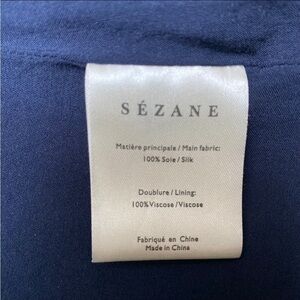 SÉZANE
Matière principale / Main fabric:
100% Soie / Silk
Doublure / Lining:
100% Viscose / Viscose
Fabriqué en Chine
Made in China